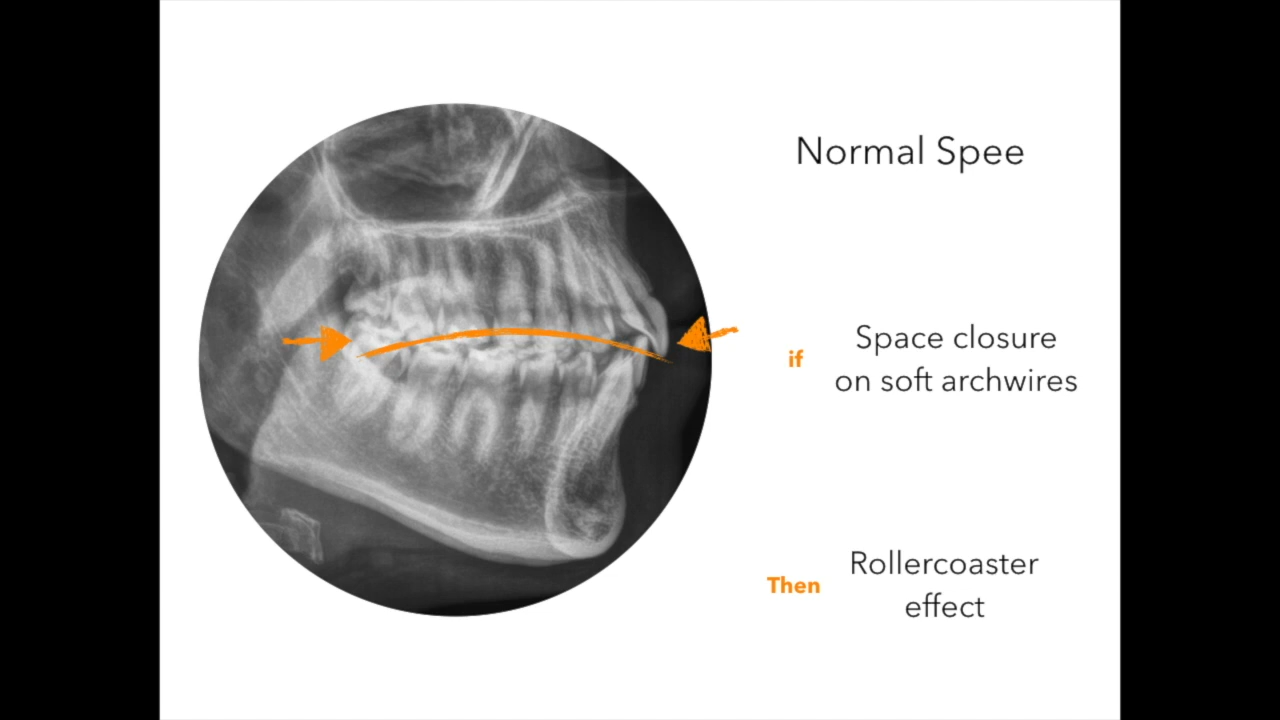 Normal Spee
if
Space closure
on soft archwires
Then
Rollercoaster
effect